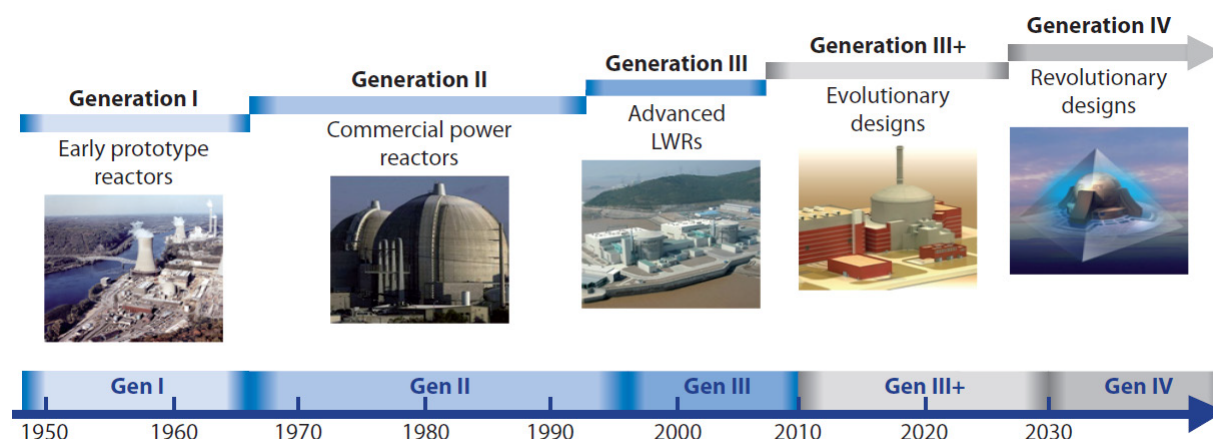 Generation I
Early prototype
reactors
Generation II
Commercial power
reactors
Generation III
Advanced
LWRs
Generation III+
Evolutionary
designs
Generation IV
Revolutionary
designs
Gen I
Gen II
Gen III
Gen III+
Gen IV
1950
1960
1970
1980
1990
2000
2010
2020
2030